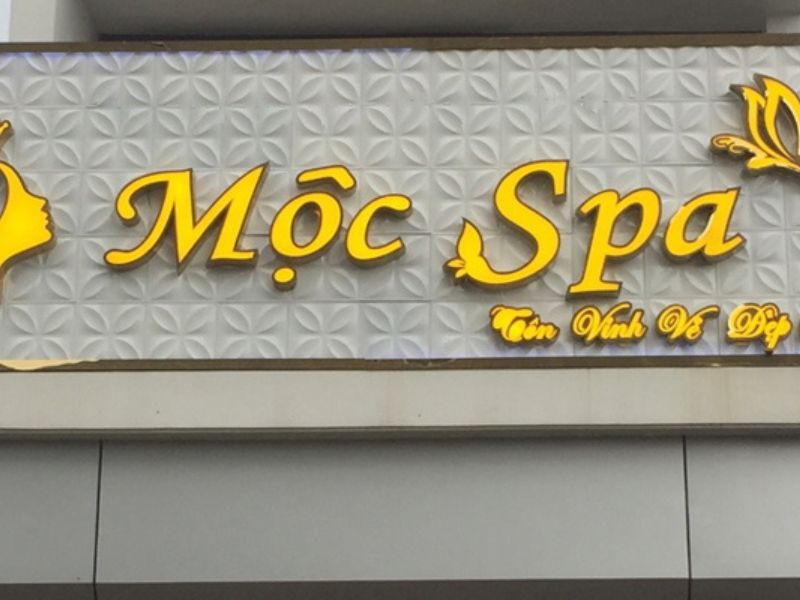 Mộc Spa
Tôn Vinh Vẻ Đẹp